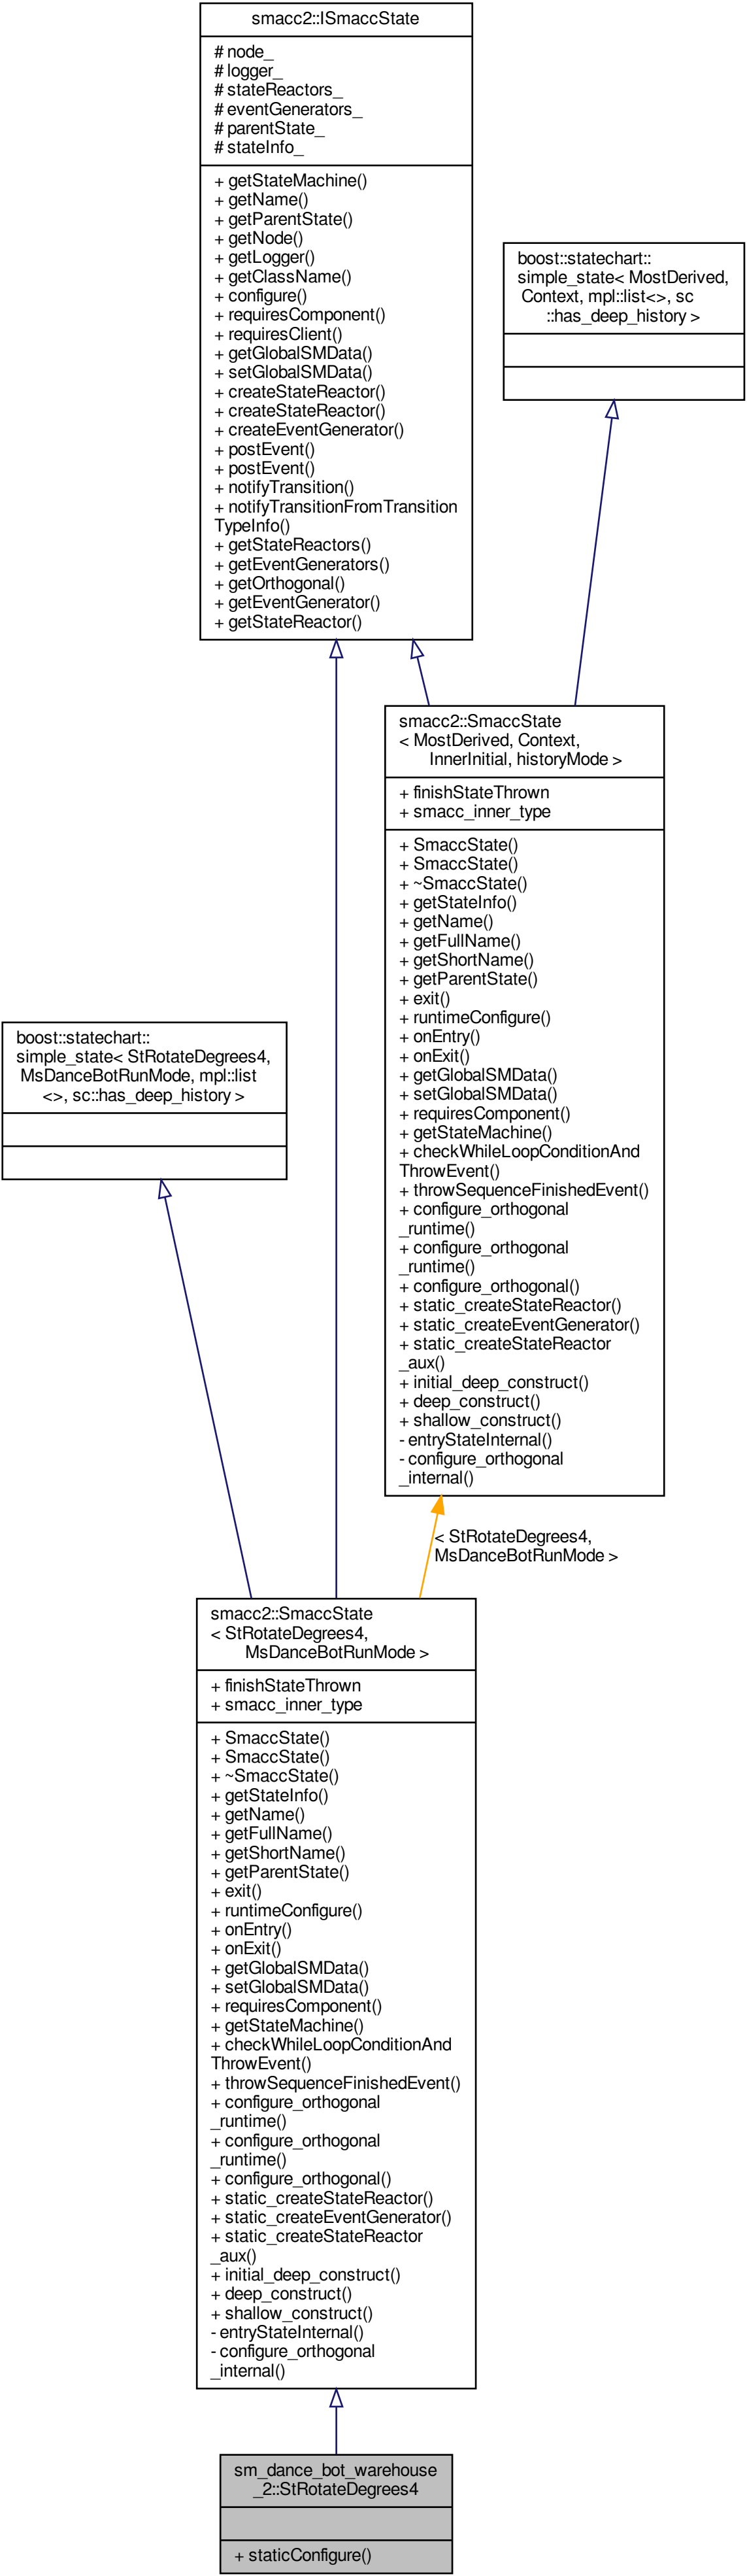 smacc2::ISmaccState
# node_
# logger_
# stateReactors_
# eventGenerators_
# parentState_
# stateInfo_
+ getStateMachine()
+ getName()
+ getParentState()
+ getNode()
+ getLogger()
+ getClassName()
+ configure()
+ requiresComponent()
+ requiresClient()
+ getGlobalSMData()
+ setGlobalSMData()
+ createStateReactor()
+ createStateReactor()
+ createEventGenerator()
+ postEvent()
+ postEvent()
+ notifyTransition()
+ notifyTransitionFromTransition
TypeInfo()
+ getStateReactors()
+ getEventGenerators()
+ getOrthogonal()
+ getEventGenerator()
+ getStateReactor()
boost::statechart::
simple_state< MostDerived,
Context, mpl::list<>, sc
::has_deep_history >
smacc2::SmaccState
< MostDerived, Context,
InnerInitial, historyMode >
+ finishStateThrown
+ smacc_inner_type
+ SmaccState()
+ SmaccState()
+ ~SmaccState()
+ getStateInfo()
+ getName()
+ getFullName()
+ getShortName()
+ getParentState()
+ exit()
+ runtimeConfigure()
+ onEntry()
+ onExit()
+ getGlobalSMData()
+ setGlobalSMData()
+ requiresComponent()
+ getStateMachine()
+ checkWhileLoopConditionAnd
ThrowEvent()
+ throwSequenceFinishedEvent()
+ configure_orthogonal
_runtime()
+ configure_orthogonal
_runtime()
+ configure_orthogonal()
+ static_createStateReactor()
+ static_createEventGenerator()
+ static_createStateReactor
_aux()
+ initial_deep_construct()
+ deep_construct()
+ shallow_construct()
- entryStateInternal()
- configure_orthogonal
_internal()
boost::statechart::
simple_state< StRotateDegrees4,
MsDanceBotRunMode, mpl::list
<>, sc::has_deep_history >
< StRotateDegrees4,
MsDanceBotRunMode >
smacc2::SmaccState
< StRotateDegrees4,
MsDanceBotRunMode >
+ finishStateThrown
+ smacc_inner_type
+ SmaccState()
+ SmaccState()
+ ~SmaccState()
+ getStateInfo()
+ getName()
+ getFullName()
+ getShortName()
+ getParentState()
+ exit()
+ runtimeConfigure()
+ onEntry()
+ onExit()
+ getGlobalSMData()
+ setGlobalSMData()
+ requiresComponent()
+ getStateMachine()
+ checkWhileLoopConditionAnd
ThrowEvent()
+ throwSequenceFinishedEvent()
+ configure_orthogonal
_runtime()
+ configure_orthogonal
_runtime()
+ configure_orthogonal()
+ static_createStateReactor()
+ static_createEventGenerator()
+ static_createStateReactor
_aux()
+ initial_deep_construct()
+ deep_construct()
+ shallow_construct()
- entryStateInternal()
- configure_orthogonal
_internal()
sm_dance_bot_warehouse
_2::StRotateDegrees4
+ staticConfigure()